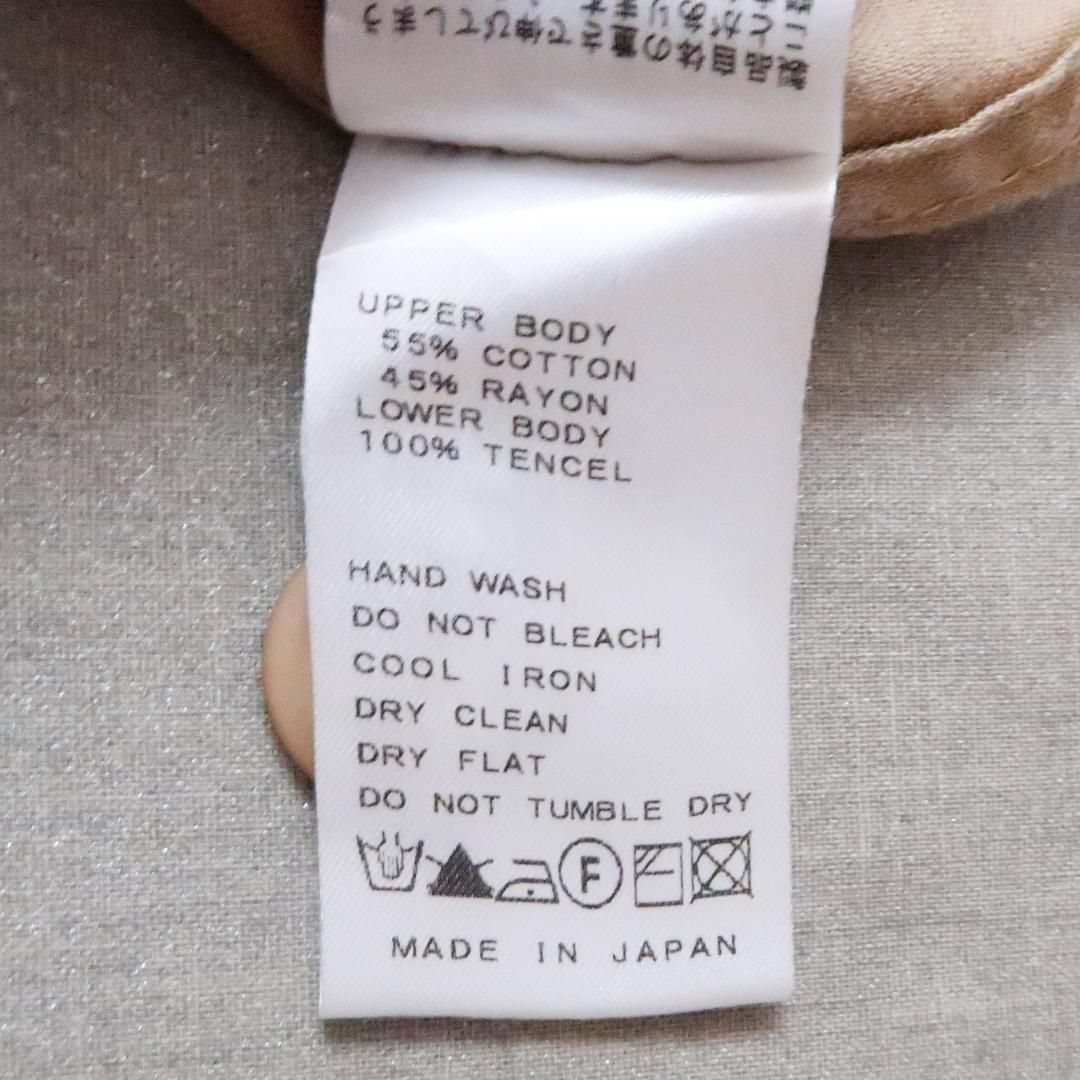 UPPER BODY
55% COTTON
45% RAYON
LOWER BODY
100% TENCEL
HAND WASH
DO NOT BLEACH
COOL IRON
DRY CLEAN
DRY FLAT
DO NOT TUMBLE DRY
F
MADE IN JAPAN